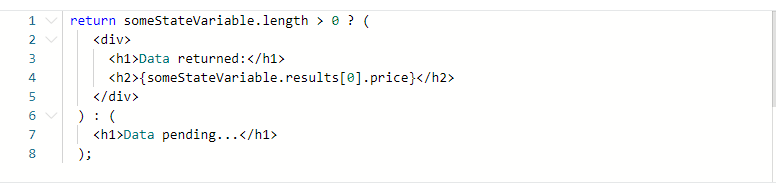 1 return someStateVariable.length > 0 ? (
2 <div>
3 <h1>Data returned:</h1>
4 <h2>{someStateVariable.results[0].price}</h2>
5 </div>
6 ) : (
7 <h1>Data pending...</h1>
8 );